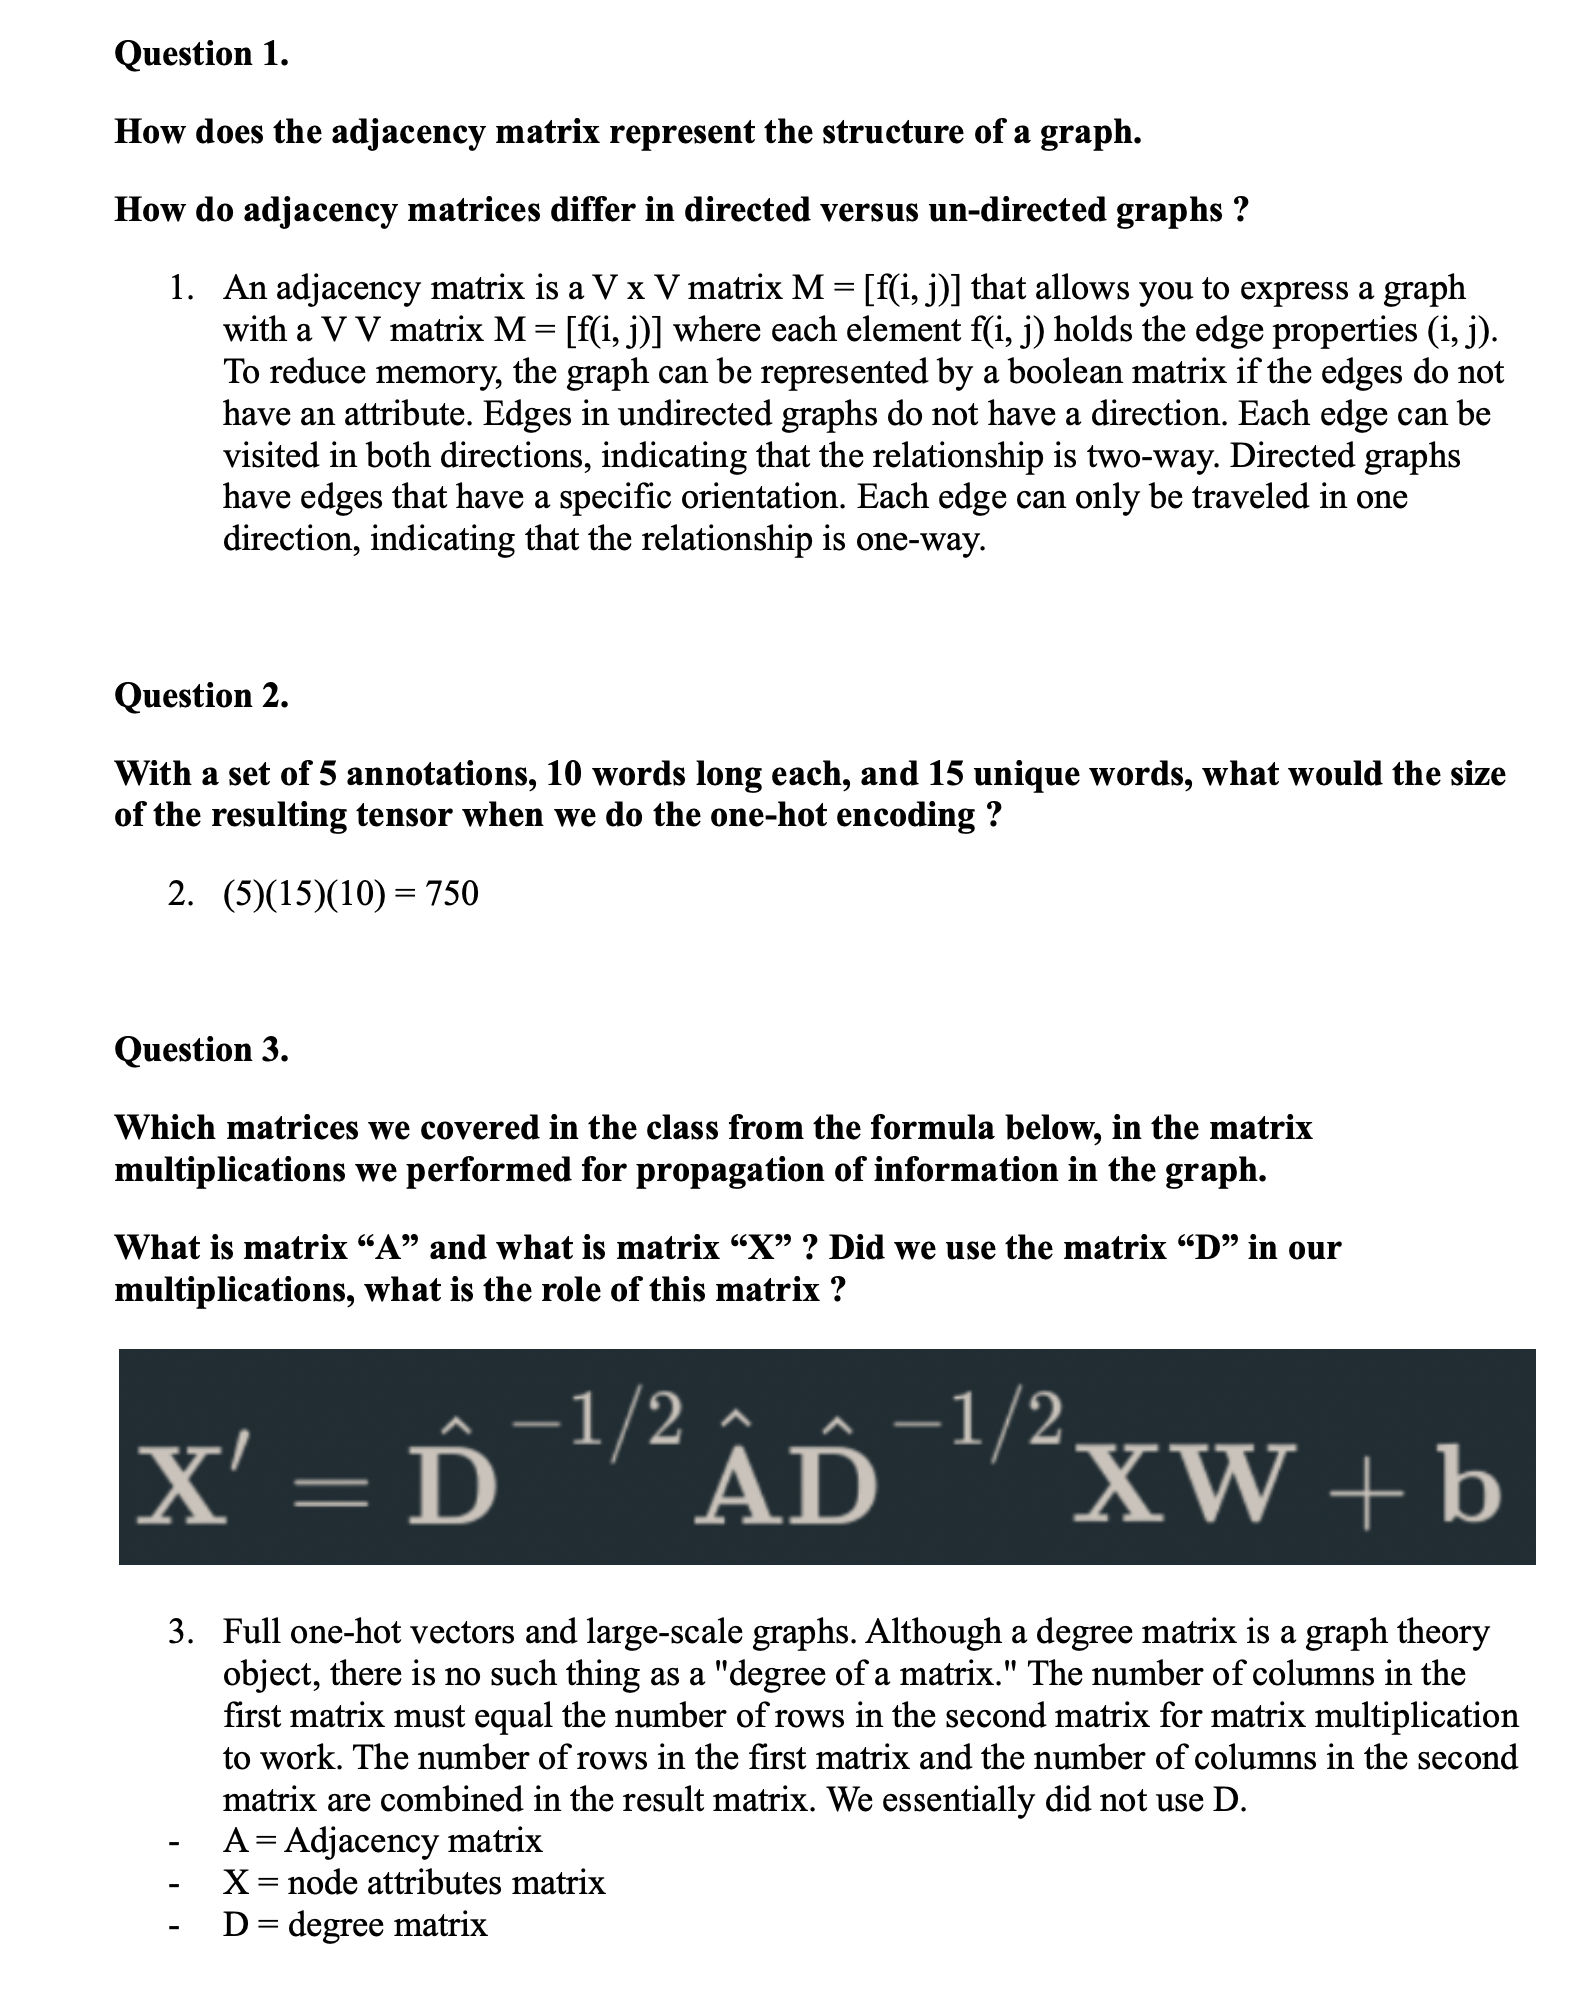 Question 1.
How does the adjacency matrix represent the structure of a graph.
How do adjacency matrices differ in directed versus un-directed graphs ?
1. An adjacency matrix is a V x V matrix M = [f(i, j)] that allows you to express a graph
with a V V matrix M = [f(i, j)] where each element f(i, j) holds the edge properties (i, j).
To reduce memory, the graph can be represented by a boolean matrix if the edges do not
have an attribute. Edges in undirected graphs do not have a direction. Each edge can be
visited in both directions, indicating that the relationship is two-way. Directed graphs
have edges that have a specific orientation. Each edge can only be traveled in one
direction, indicating that the relationship is one-way.
Question 2.
With a set of 5 annotations, 10 words long each, and 15 unique words, what would the size
of the resulting tensor when we do the one-hot encoding ?
2. (5)(15)(10) = 750
Question 3.
Which matrices we covered in the class from the formula below, in the matrix
multiplications we performed for propagation of information in the graph.
What is matrix “A” and what is matrix “X” ? Did we use the matrix “D” in our
multiplications, what is the role of this matrix ?
X′ = D̂^−1/2 ÂD̂^−1/2 XW + b
3. Full one-hot vectors and large-scale graphs. Although a degree matrix is a graph theory
object, there is no such thing as a "degree of a matrix." The number of columns in the
first matrix must equal the number of rows in the second matrix for matrix multiplication
to work. The number of rows in the first matrix and the number of columns in the second
matrix are combined in the result matrix. We essentially did not use D.
- A = Adjacency matrix
- X = node attributes matrix
- D = degree matrix